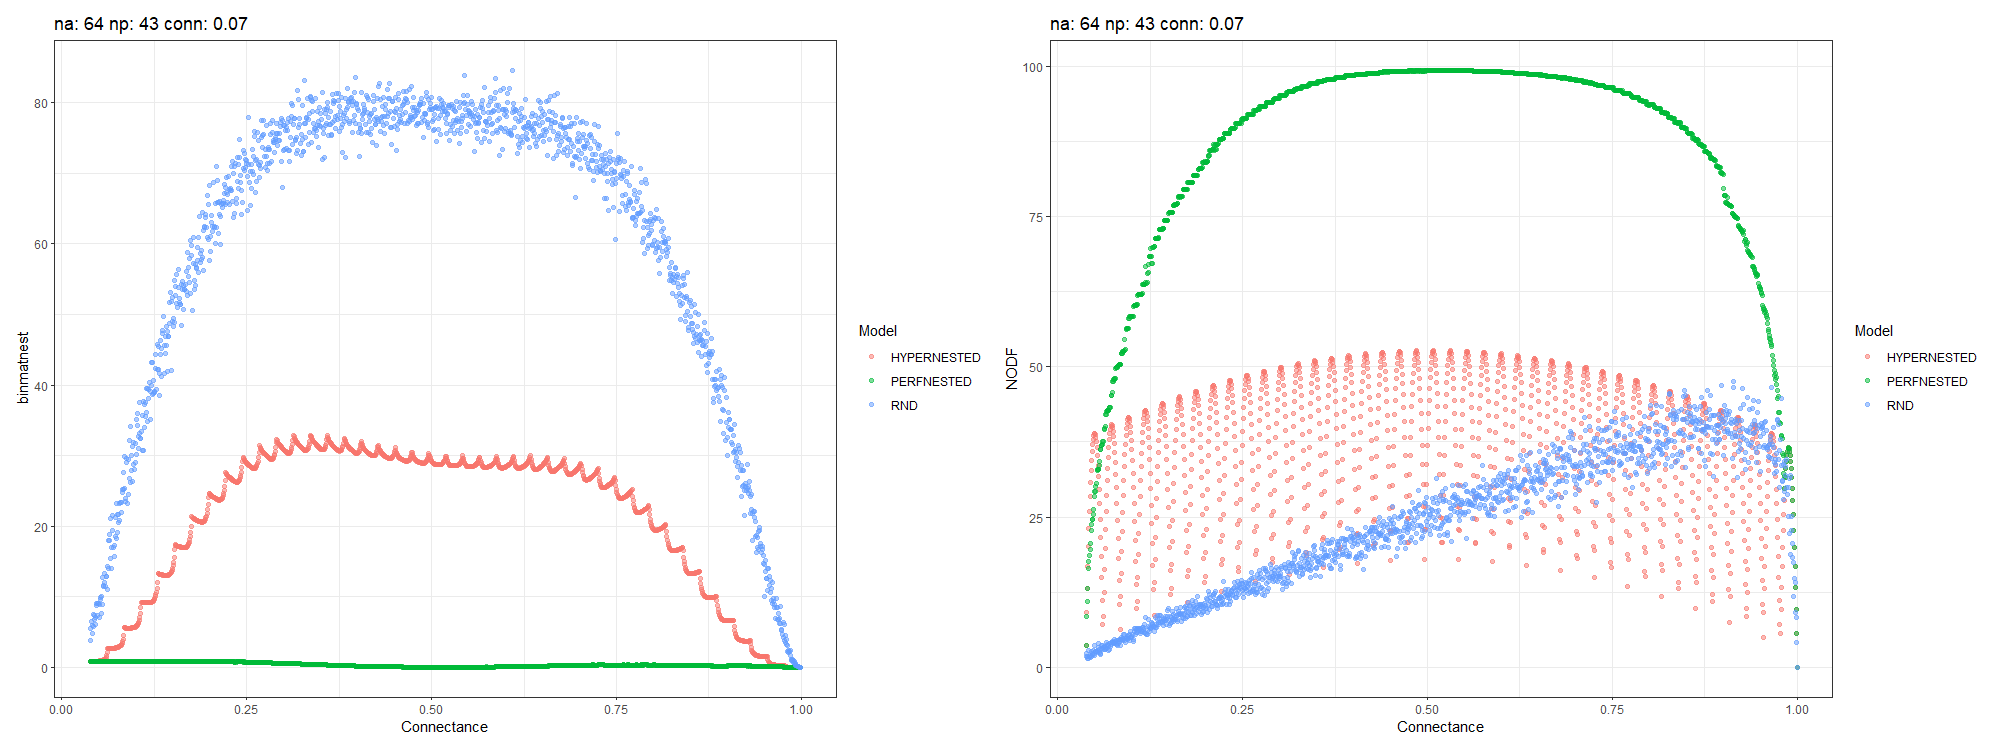 na: 64 np: 43 conn: 0.07
binmatnest
80
60
40
20
0
0.00 0.25 0.50 0.75 1.00
Connectance
Model
HYPERNESTED
PERFNESTED
RND
na: 64 np: 43 conn: 0.07
NODF
100
75
50
25
0
0.00 0.25 0.50 0.75 1.00
Connectance
Model
HYPERNESTED
PERFNESTED
RND